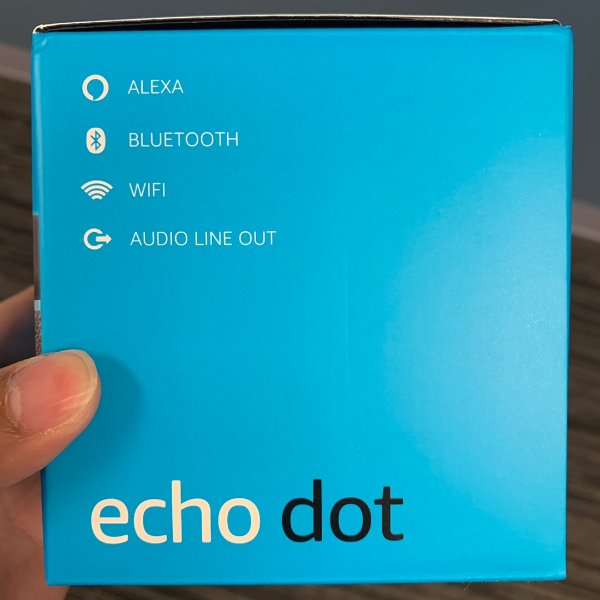 ALEXA
BLUETOOTH
WIFI
AUDIO LINE OUT
echo dot